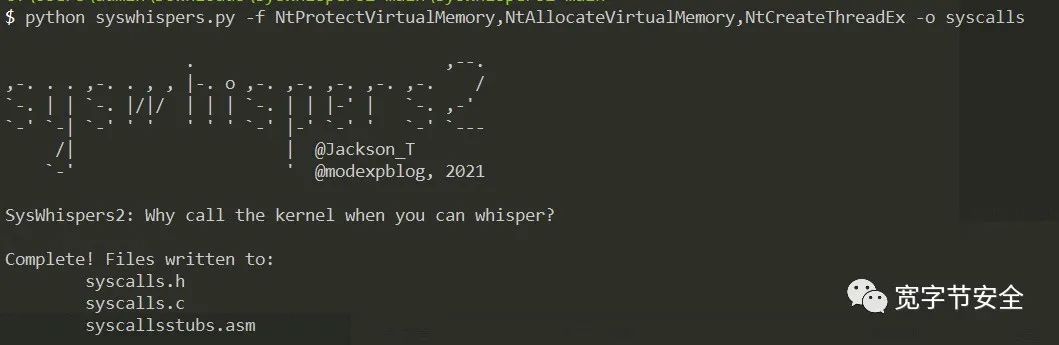 $ python syswhispers.py -f NtProtectVirtualMemory,NtAllocateVirtualMemory,NtCreateThreadEx -o syscalls
@Jackson_T
@modexpblog, 2021
SysWhispers2: Why call the kernel when you can whisper?
Complete! Files written to:
syscalls.h
syscalls.c
syscallsstubs.asm
宽字节安全